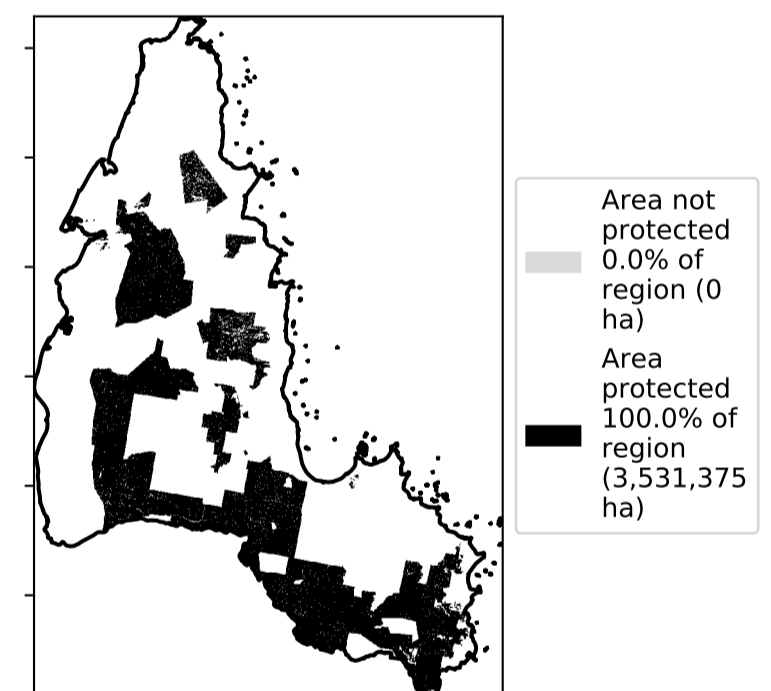 Area not
protected
0.0% of
region (0
ha)
Area
protected
100.0% of
region
(3,531,375
ha)